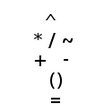 ^
* / ~
+ -
()
=